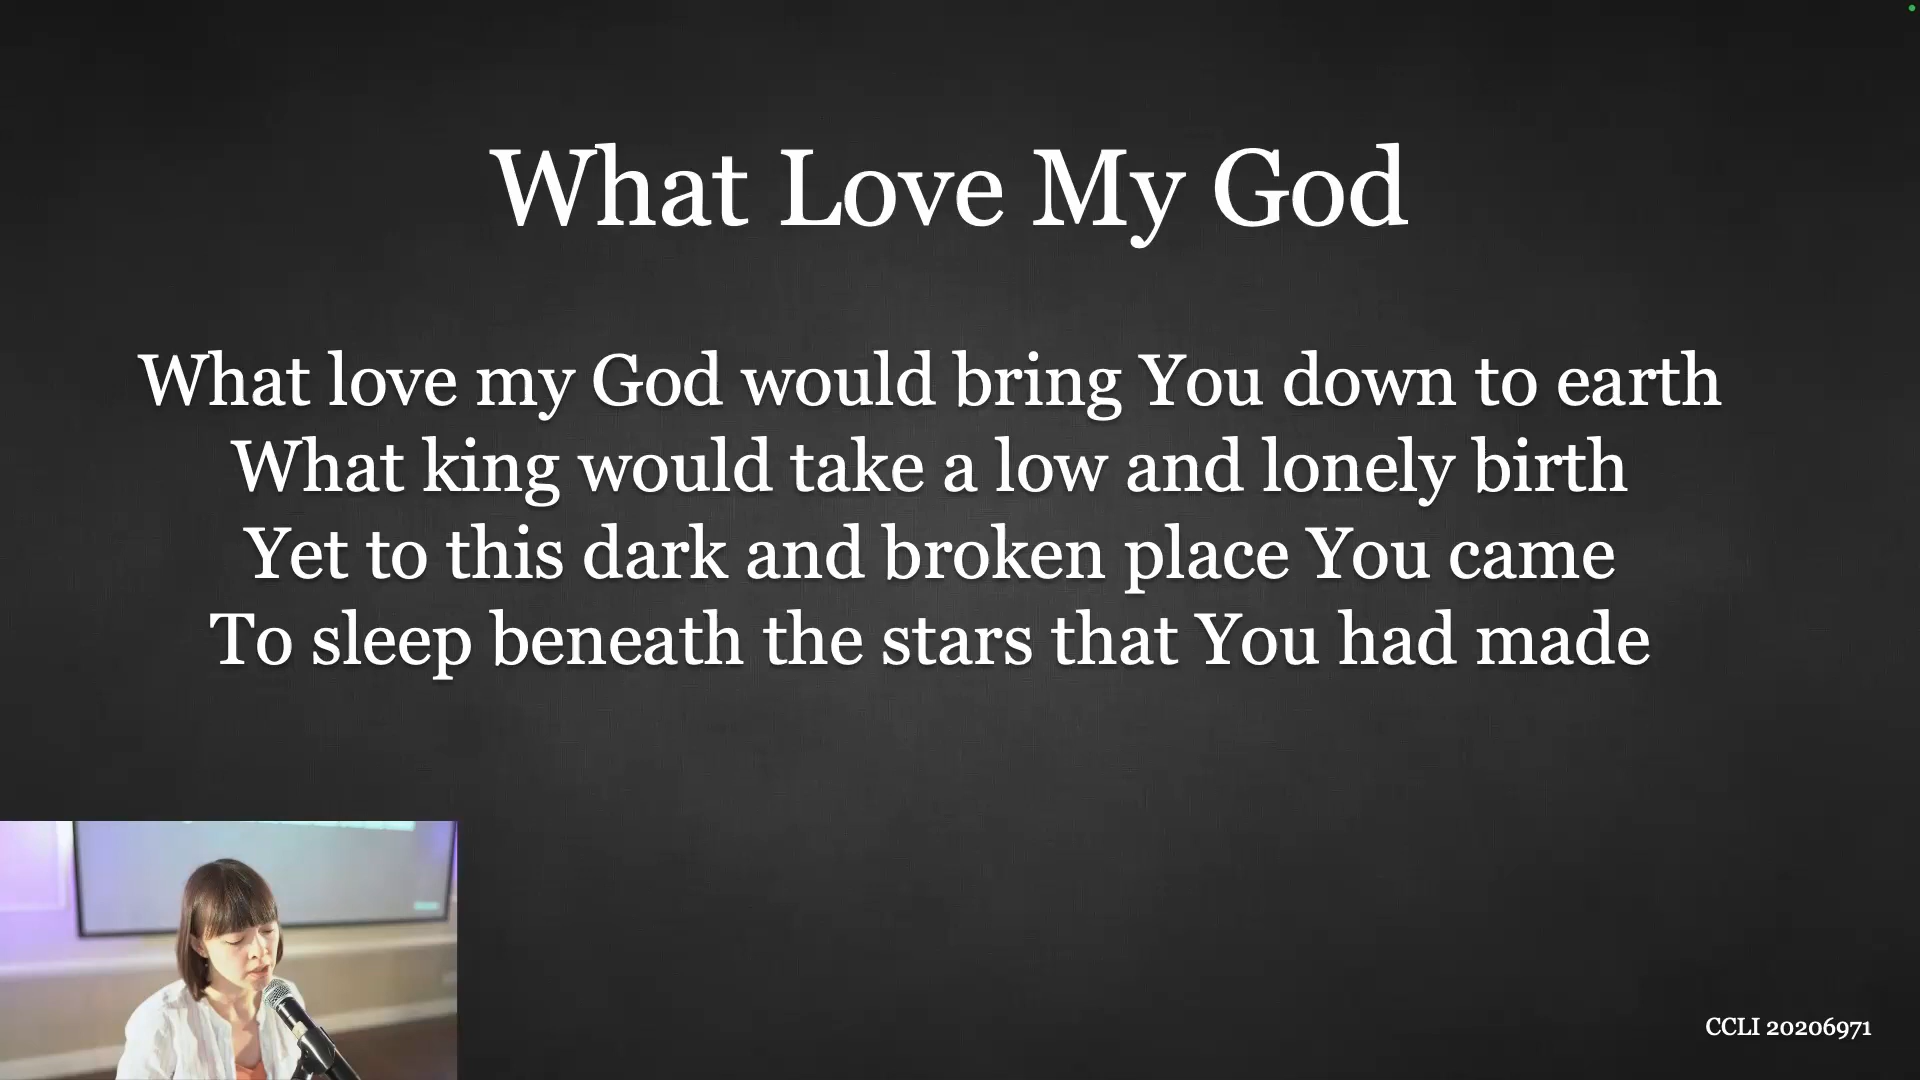 What Love My God
What love my God would bring You down to earth
What king would take a low and lonely birth
Yet to this dark and broken place You came
To sleep beneath the stars that You had made
CCLI 20206971